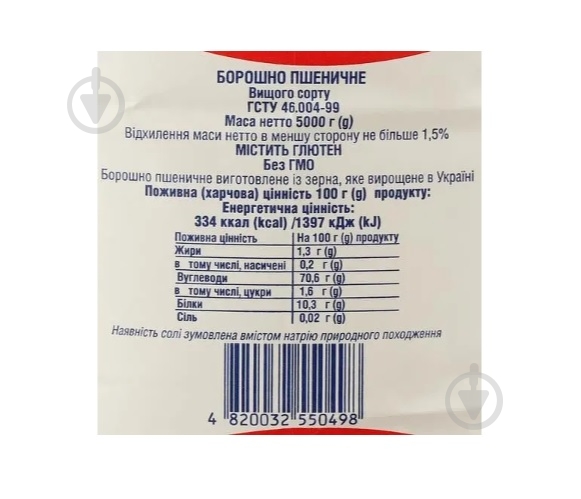 БОРОШНО ПШЕНИЧНЕ
Вищого сорту
ГСТУ 46.004-99
Маса нетто 5000 г (g)
Відхилення маси нетто в меншу сторону не більше 1,5%
МІСТИТЬ ГЛЮТЕН
Без ГМО
Борошно пшеничне виготовлене із зерна, яке вирощене в Україні
Поживна (харчова) цінність 100 г (g) продукту:
Енергетична цінність:
334 ккал (kcal) /1397 кДж (kJ)
Поживна цінність На 100 г (g) продукту
Жири 1,3 г (g)
в тому числі, насичені 0,2 г (g)
Вуглеводи 70,6 г (g)
в тому числі, цукри 1,6 г (g)
Білки 10,3 г (g)
Сіль 0,02 г (g)
Наявність солі зумовлена вмістом натрію природного походження
4 820032 550498